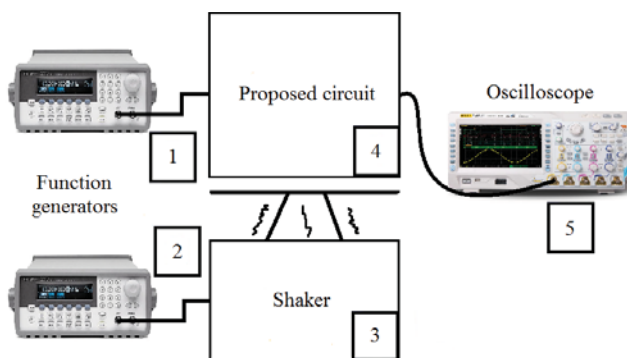 Proposed circuit
Oscilloscope
1
4
Function
generators
2
5
Shaker
3